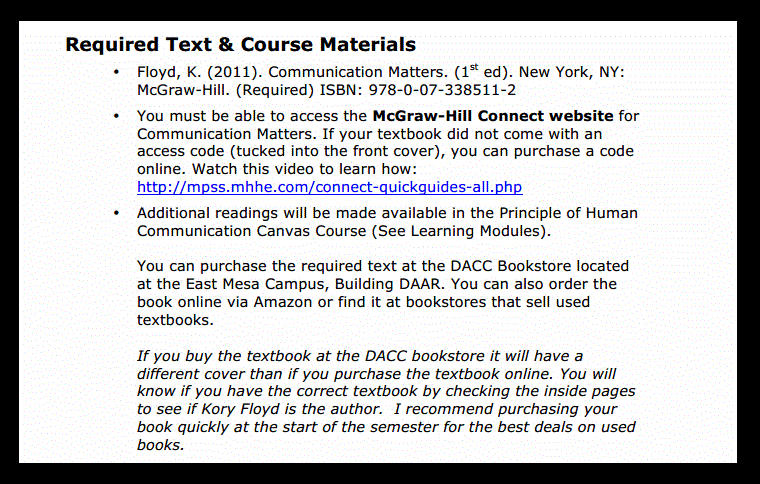 Required Text & Course Materials
• Floyd, K. (2011). Communication Matters. (1st ed). New York, NY:
McGraw-Hill. (Required) ISBN: 978-0-07-338511-2
• You must be able to access the McGraw-Hill Connect website for
Communication Matters. If your textbook did not come with an
access code (tucked into the front cover), you can purchase a code
online. Watch this video to learn how:
http://mpss.mhhe.com/connect-quickguides-all.php
• Additional readings will be made available in the Principle of Human
Communication Canvas Course (See Learning Modules).
You can purchase the required text at the DACC Bookstore located
at the East Mesa Campus, Building DAAR. You can also order the
book online via Amazon or find it at bookstores that sell used
textbooks.
If you buy the textbook at the DACC bookstore it will have a
different cover than if you purchase the textbook online. You will
know if you have the correct textbook by checking the inside pages
to see if Kory Floyd is the author.  I recommend purchasing your
book quickly at the start of the semester for the best deals on used
books.